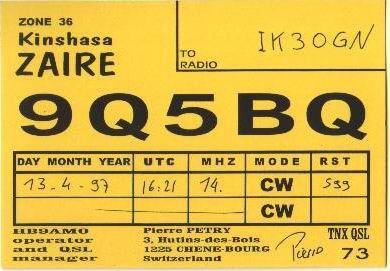 ZONE 36
Kinshasa
ZAIRE
TO
RADIO
IK3OGN
9Q5BQ
DAY MONTH YEAR UTC MHZ MODE RST
13-4-97 16:21 14. CW 599
CW
HB9AMO
operator
and QSL
manager
Pierre PETRY
3, Hutins-des-Bois
1225 CHENE-BOURG
Switzerland
TNX QSL
73